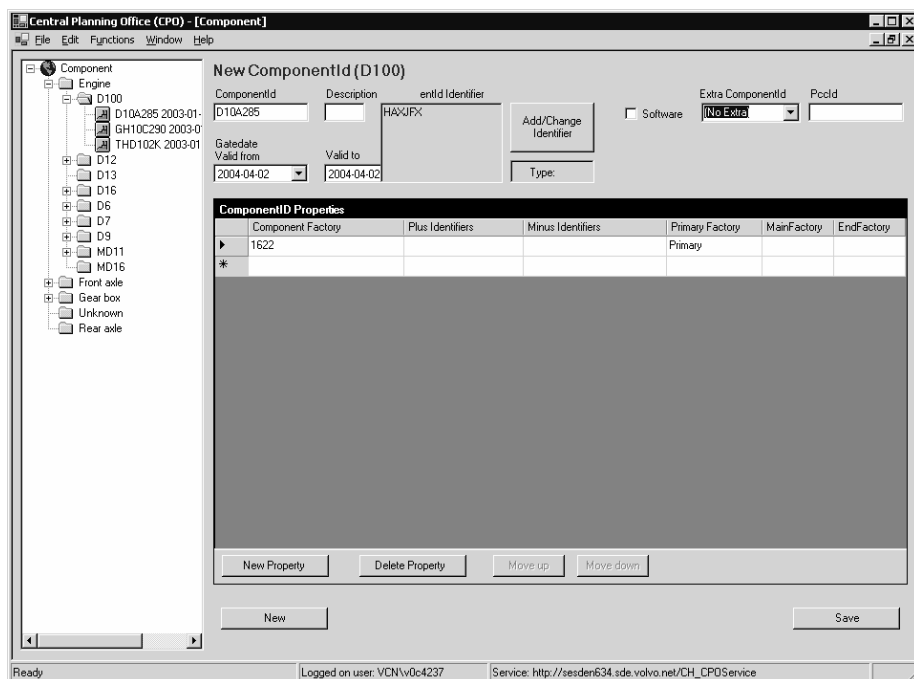 Central Planning Office (CPO) - [Component]
File Edit Functions Window Help
Component
Engine
D100
D10A285 2003-01-
GH10C290 2003-0
THD102K 2003-01
D12
D13
D16
D6
D7
D9
MD11
MD16
Front axle
Gear box
Unknown
Rear axle
New ComponentId (D100)
ComponentId Description entId Identifier Extra ComponentId PccId
D10A285 HAXJFX Add/Change Identifier Software (No Extra)
Gatedate
Valid from Valid to
2004-04-02 2004-04-02 Type:
ComponentID Properties
Component Factory Plus Identifiers Minus Identifiers Primary Factory MainFactory EndFactory
1622 Primary
New Property Delete Property Move up Move down
New Save
Ready Logged on user: VCN\v0c4237 Service: http://sesden634.sde.volvo.net/CH_CPOService